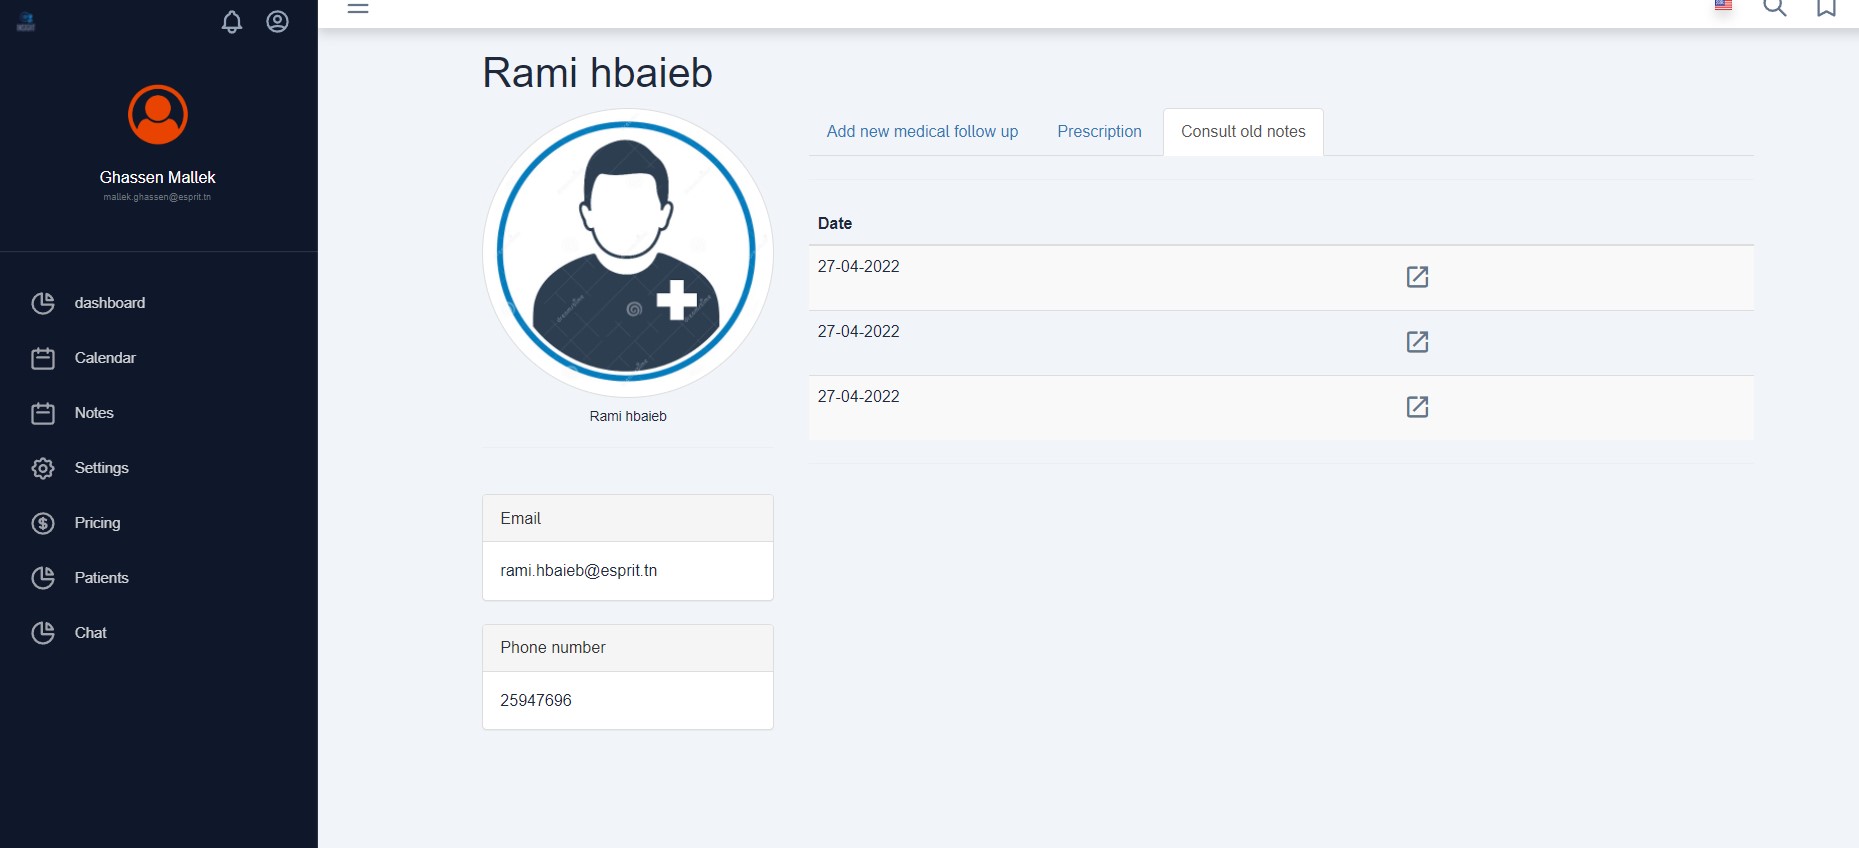 Ghassen Mallek
mallek.ghassen@esprit.tn
dashboard
Calendar
Notes
Settings
Pricing
Patients
Chat
Rami hbaieb
Rami hbaieb
Email
rami.hbaieb@esprit.tn
Phone number
25947696
Add new medical follow up
Prescription
Consult old notes
Date
27-04-2022
27-04-2022
27-04-2022